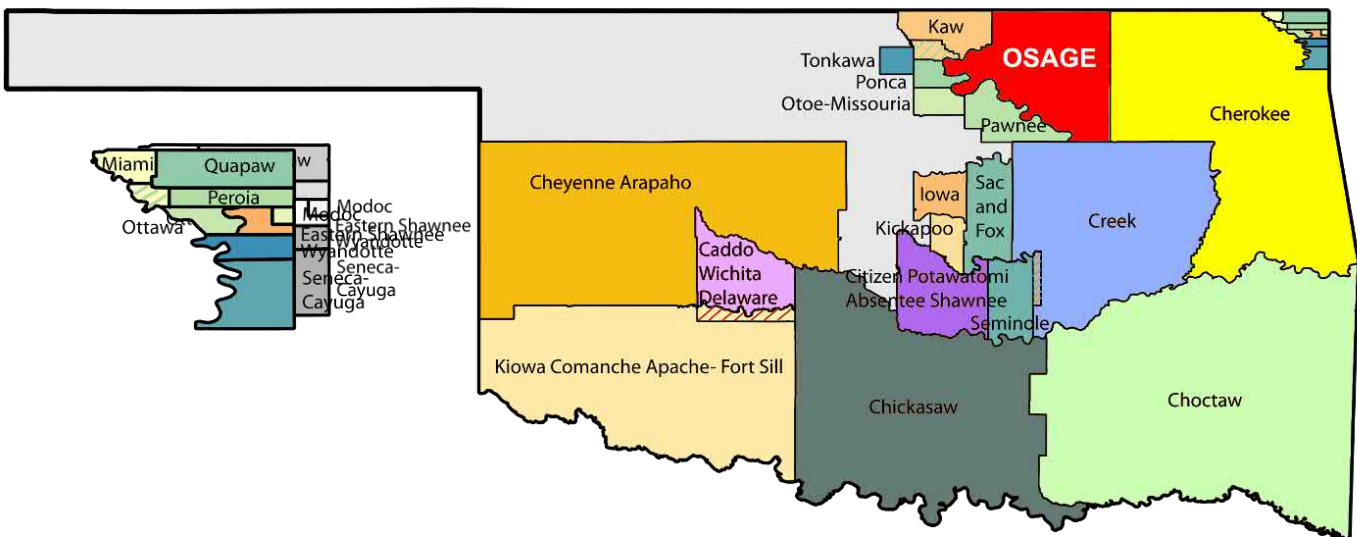 Kaw
Tonkawa
OSAGE
Ponca
Otoe-Missouria
Cherokee
Pawnee
Miami
Quapaw
w
Peroia
Modoc
Modoc
Ottawa
Eastern Shawnee
Eastern Shawnee
Wyandotte
Wyandotte
Seneca-
Cayuga
Seneca-
Cayuga
Cheyenne Arapaho
Iowa
Sac
and
Fox
Creek
Kickapoo
Caddo
Wichita
Delaware
Citizen Potawatomi
Absentee Shawnee
Seminole
Kiowa Comanche Apache- Fort Sill
Chickasaw
Choctaw